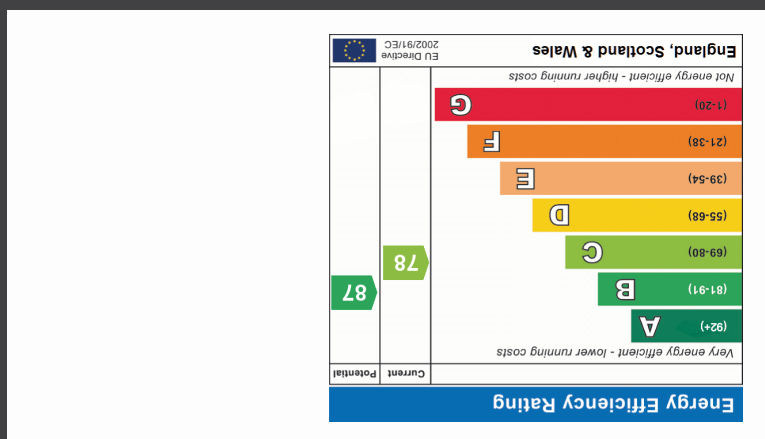 Energy Efficiency Rating
Current Potential
Very energy efficient - lower running costs
(92+) A
(81-91) B
87
(69-80) C
78
(55-68) D
(39-54) E
(21-38) F
(1-20) G
Not energy efficient - higher running costs
England, Scotland & Wales
EU Directive
2002/91/EC